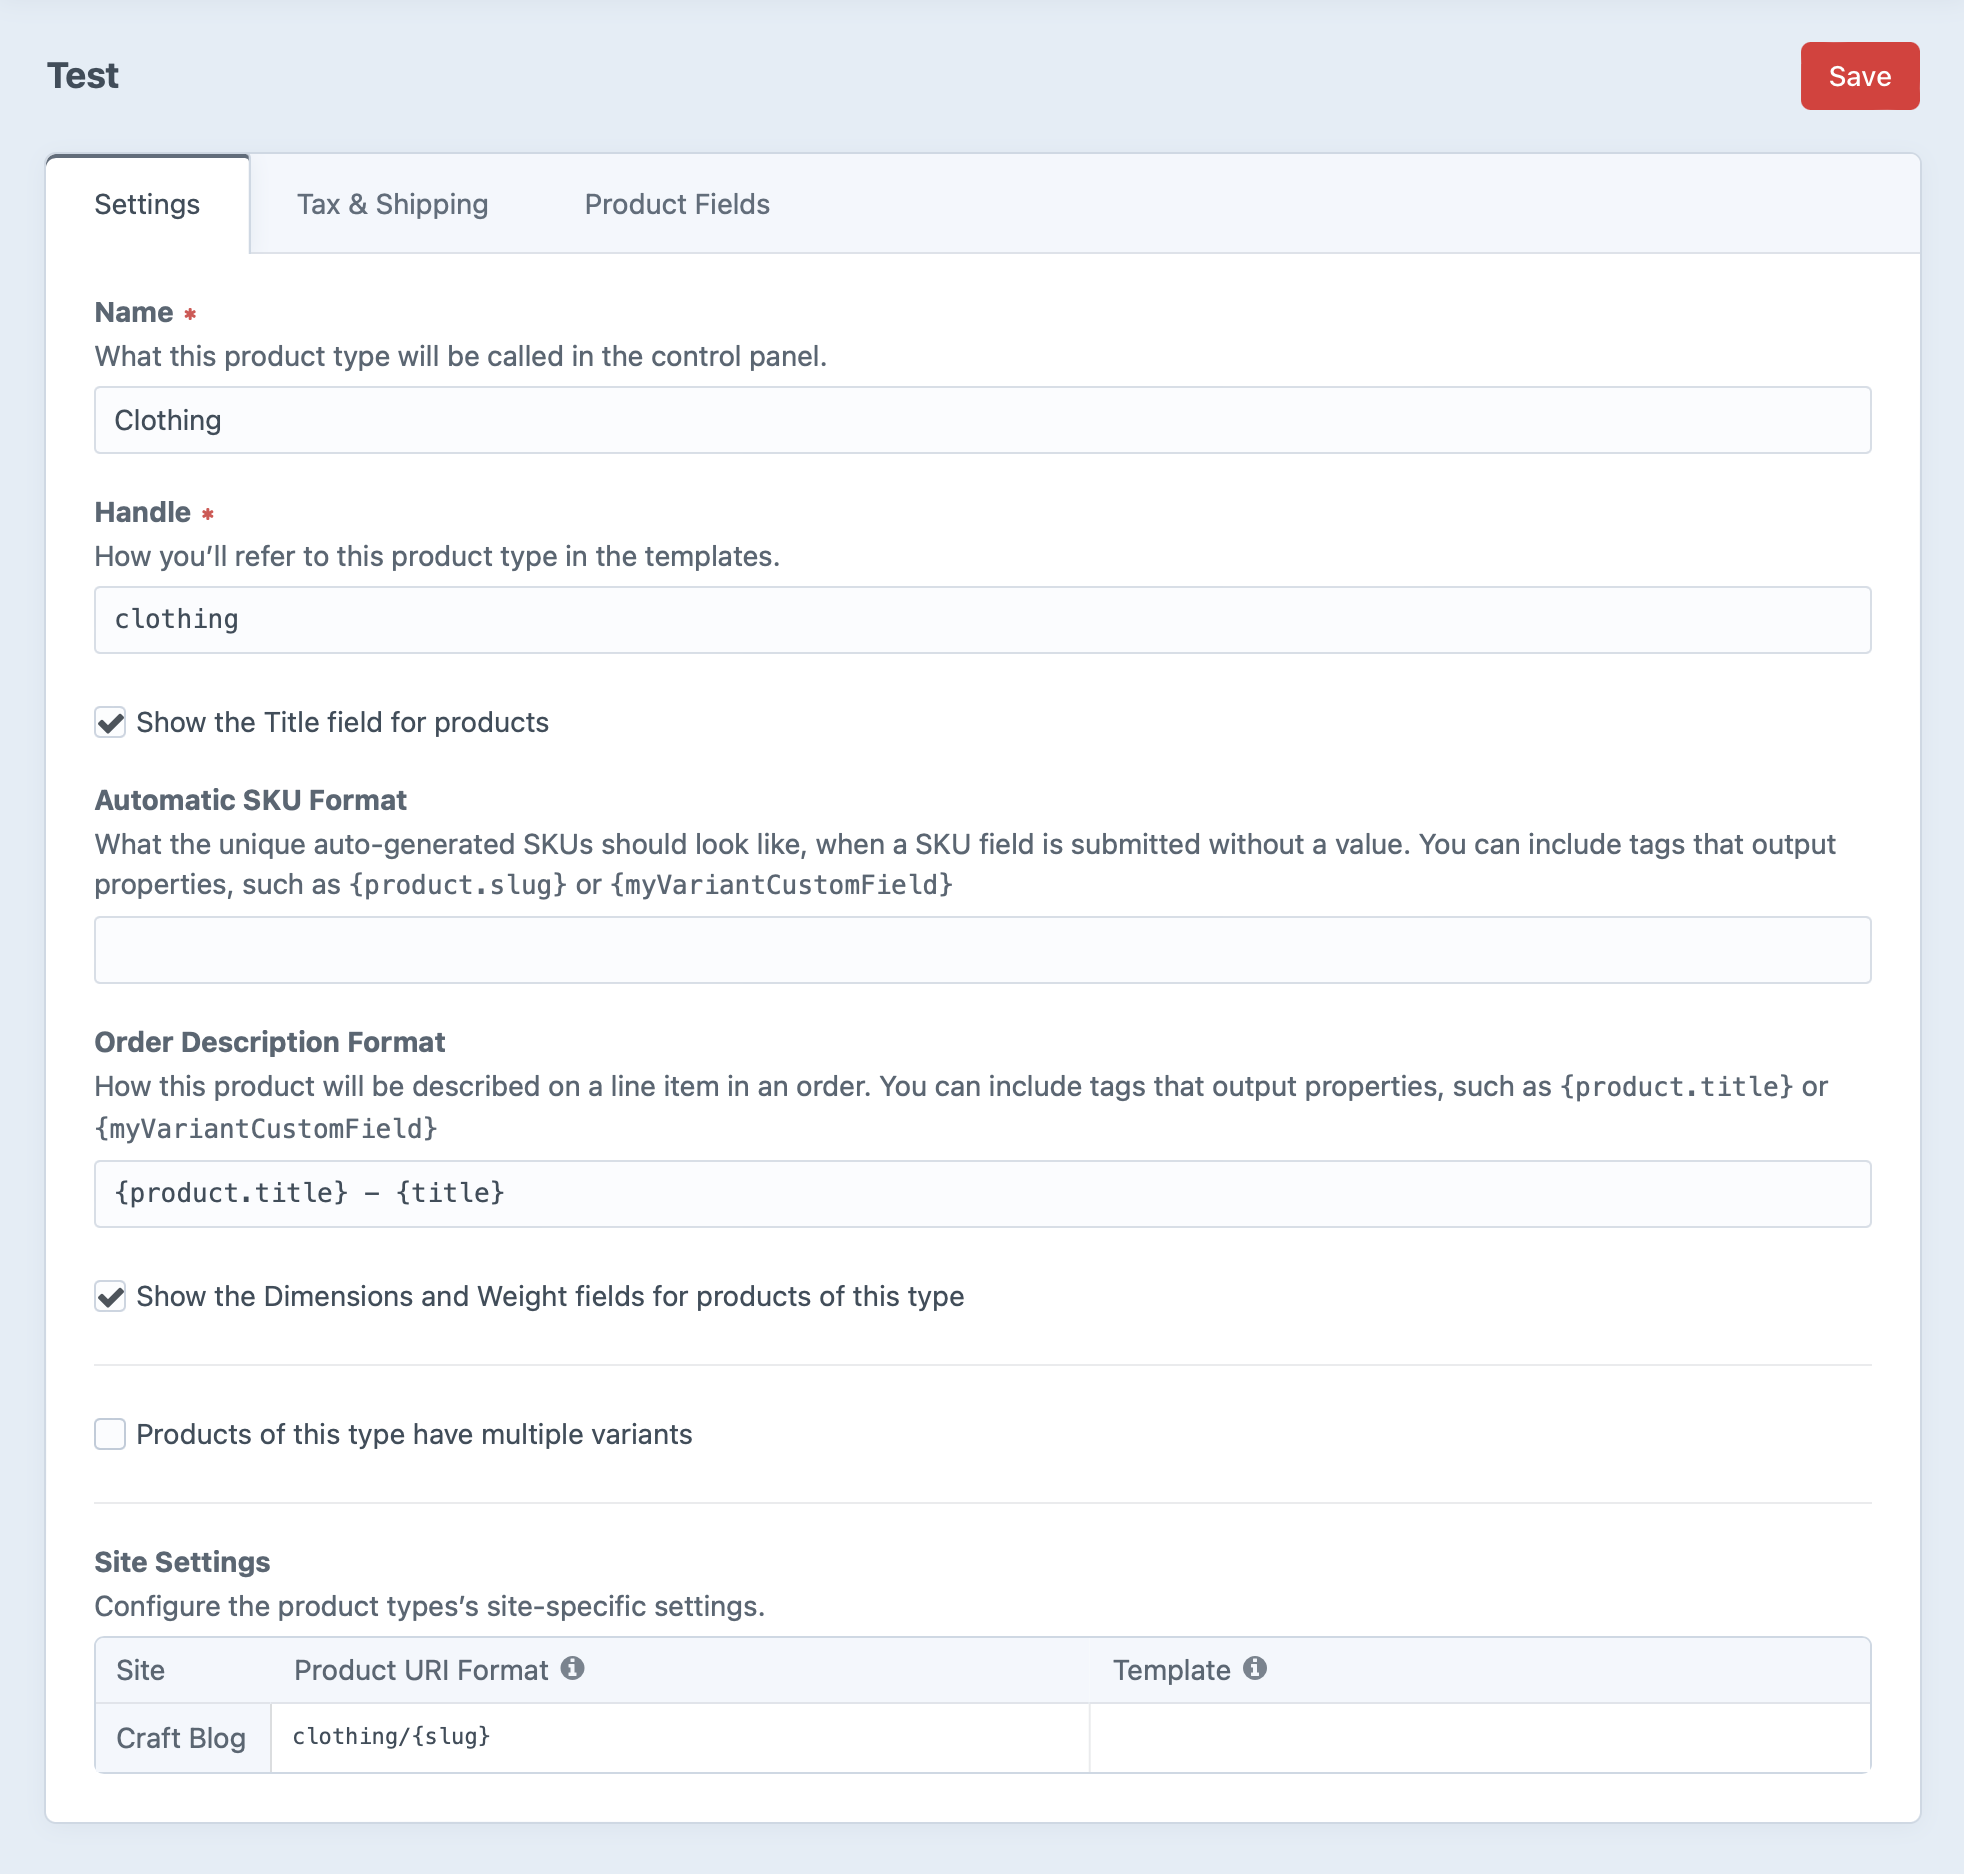 Test
Save
Settings
Tax & Shipping
Product Fields
Name *
What this product type will be called in the control panel.
Clothing
Handle *
How you’ll refer to this product type in the templates.
clothing
Show the Title field for products
Automatic SKU Format
What the unique auto-generated SKUs should look like, when a SKU field is submitted without a value. You can include tags that output
properties, such as {product.slug} or {myVariantCustomField}
Order Description Format
How this product will be described on a line item in an order. You can include tags that output properties, such as {product.title} or
{myVariantCustomField}
{product.title} – {title}
Show the Dimensions and Weight fields for products of this type
Products of this type have multiple variants
Site Settings
Configure the product types’s site-specific settings.
Site
Product URI Format
Template
Craft Blog
clothing/{slug}